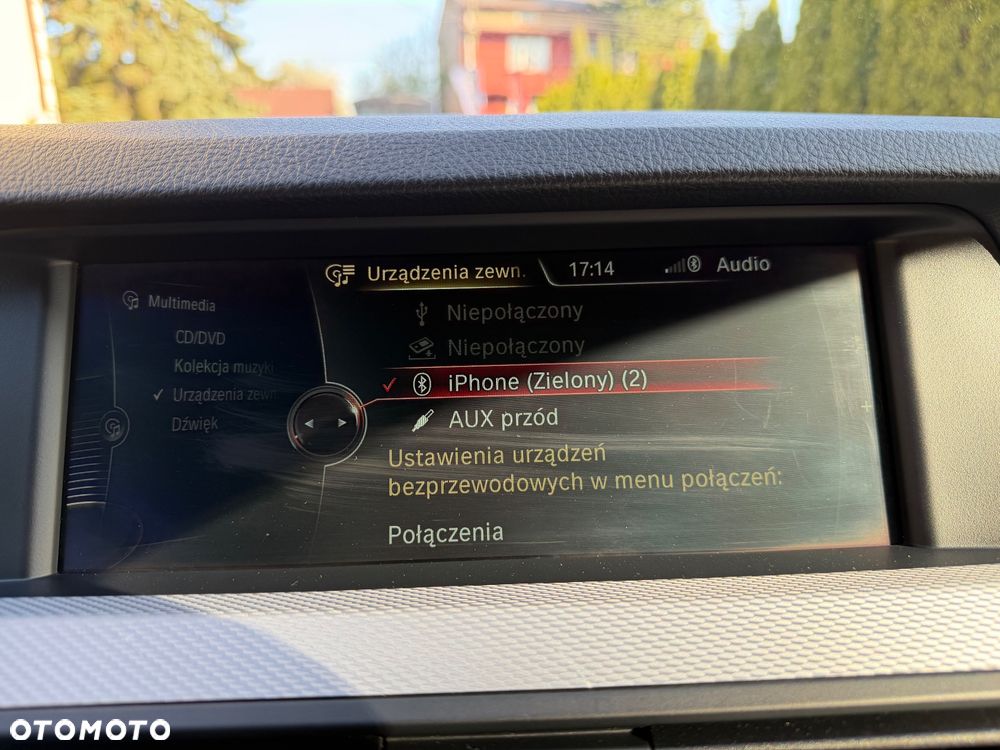 Urządzenia zewn.
17:14
Audio
Multimedia
CD/DVD
Kolekcja muzyki
Urządzenia zewn
Dźwięk
Niepołączony
Niepołączony
iPhone (Zielony) (2)
AUX przód
Ustawienia urządzeń
bezprzewodowych w menu połączeń:
Połączenia
OTOMOTO